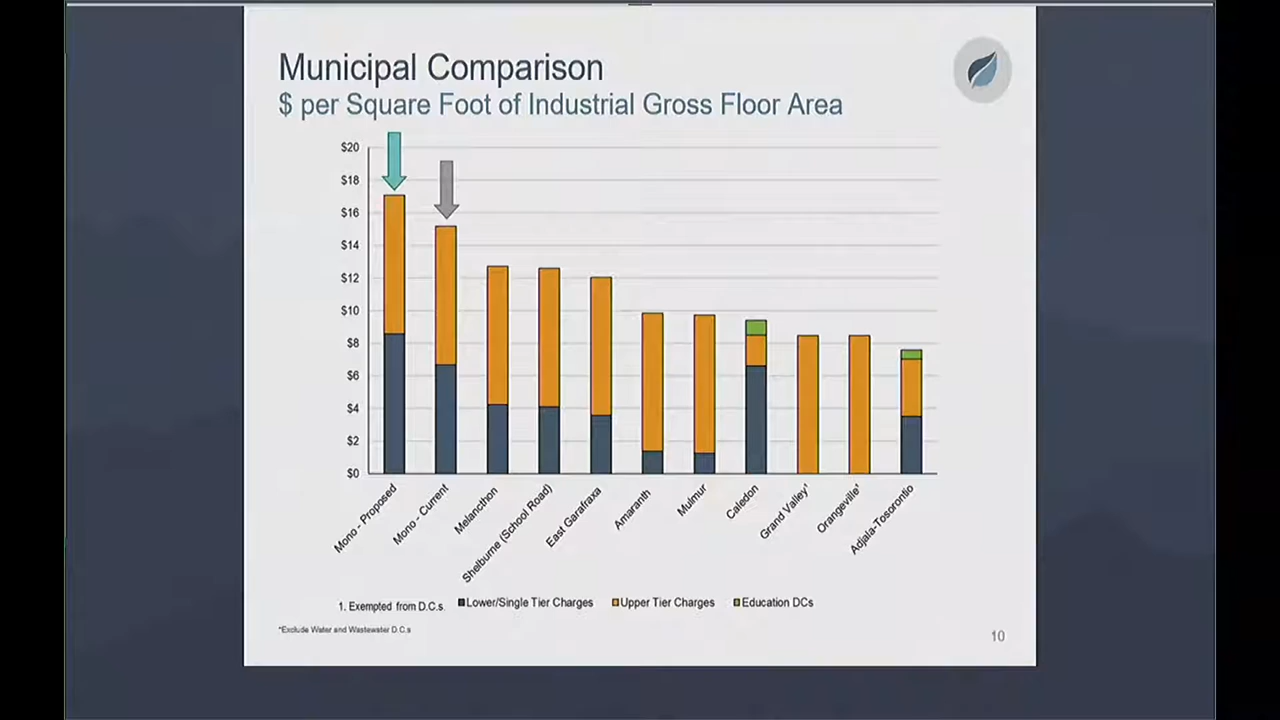 Municipal Comparison
$ per Square Foot of Industrial Gross Floor Area
$20
$18
$16
$14
$12
$10
$8
$6
$4
$2
$0
Mono - Proposed
Mono - Current
Melancthon
Shelburne (School Road)
East Garafraxa
Amaranth
Mulmur
Caledon
Grand Valley¹
Orangeville¹
Adjala-Tosorontio
1. Exempted from D.C.s
Lower/Single Tier Charges
Upper Tier Charges
Education DCs
*Exclude Water and Wastewater D.C.s
10